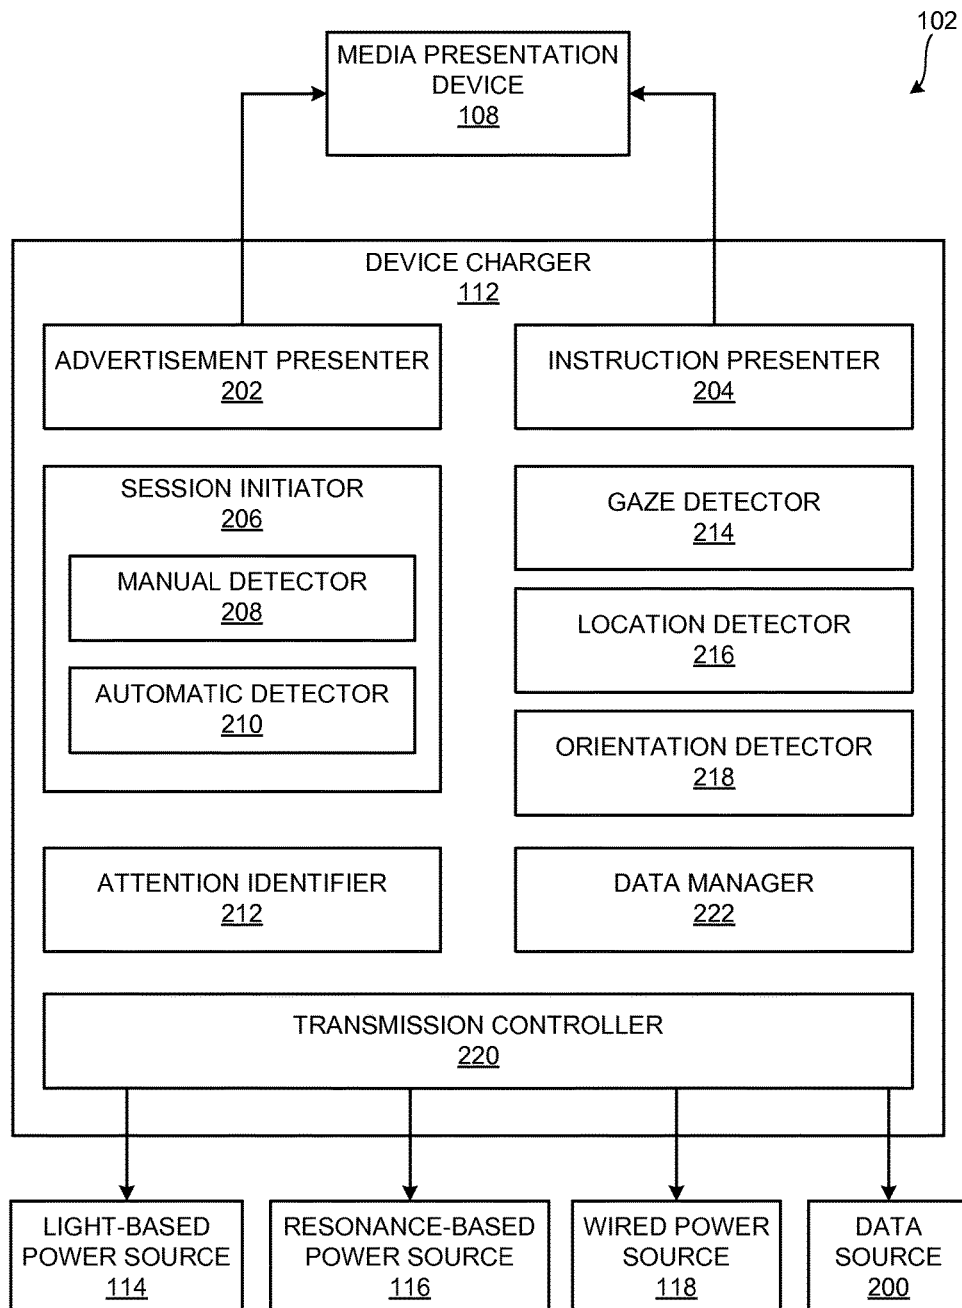 102
MEDIA PRESENTATION
DEVICE
108
DEVICE CHARGER
112
ADVERTISEMENT PRESENTER
202
INSTRUCTION PRESENTER
204
SESSION INITIATOR
206
MANUAL DETECTOR
208
AUTOMATIC DETECTOR
210
GAZE DETECTOR
214
LOCATION DETECTOR
216
ORIENTATION DETECTOR
218
ATTENTION IDENTIFIER
212
DATA MANAGER
222
TRANSMISSION CONTROLLER
220
LIGHT-BASED
POWER SOURCE
114
RESONANCE-BASED
POWER SOURCE
116
WIRED POWER
SOURCE
118
DATA
SOURCE
200